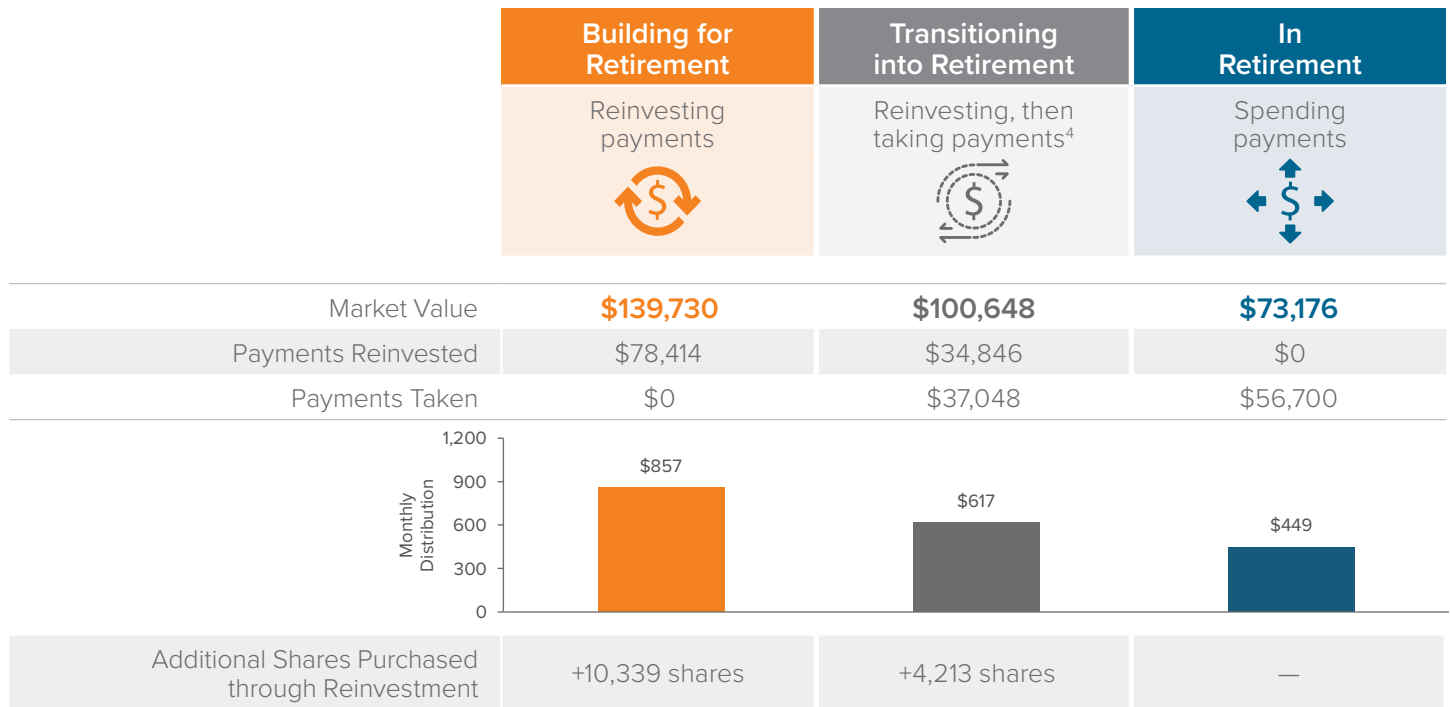 Building for
Retirement
Transitioning
into Retirement
In
Retirement
Reinvesting
payments
$
Reinvesting, then
taking payments4
$
Spending
payments
$
Market Value $139,730 $100,648 $73,176
Payments Reinvested $78,414 $34,846 $0
Payments Taken $0 $37,048 $56,700
Monthly
Distribution
1,200
900
600
300
0
$857
$617
$449
Additional Shares Purchased
through Reinvestment
+10,339 shares +4,213 shares —